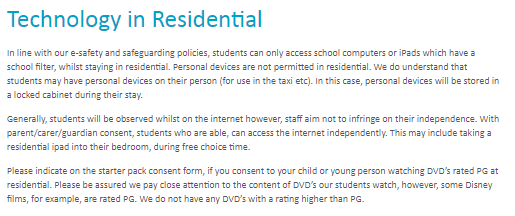 Technology in Residential
In line with our e-safety and safeguarding policies, students can only access school computers or iPads which have a
school filter, whilst staying in residential. Personal devices are not permitted in residential. We do understand that
students may have personal devices on their person (for use in the taxi etc). In this case, personal devices will be stored in
a locked cabinet during their stay.
Generally, students will be observed whilst on the internet however, staff aim not to infringe on their independence. With
parent/carer/guardian consent, students who are able, can access the internet independently. This may include taking a
residential ipad into their bedroom, during free choice time.
Please indicate on the starter pack consent form, if you consent to your child or young person watching DVD's rated PG at
residential. Please be assured we pay close attention to the content of DVD's our students watch, however, some Disney
films, for example, are rated PG. We do not have any DVD's with a rating higher than PG.